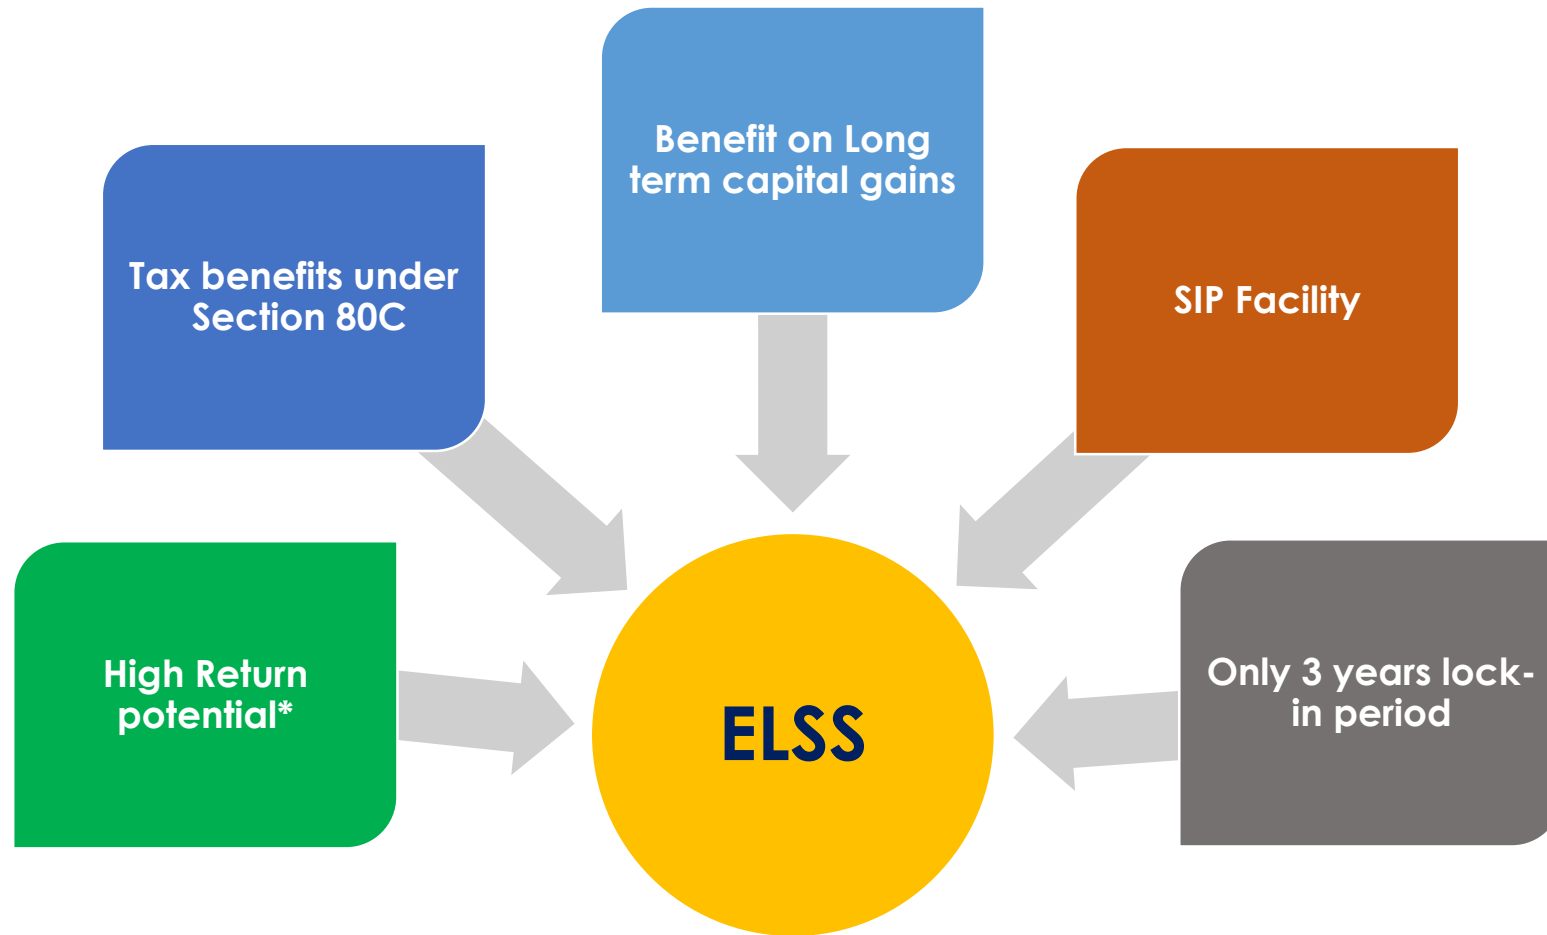 Benefit on Long
term capital gains
Tax benefits under
Section 80C
SIP Facility
High Return
potential*
Only 3 years lock-
in period
ELSS